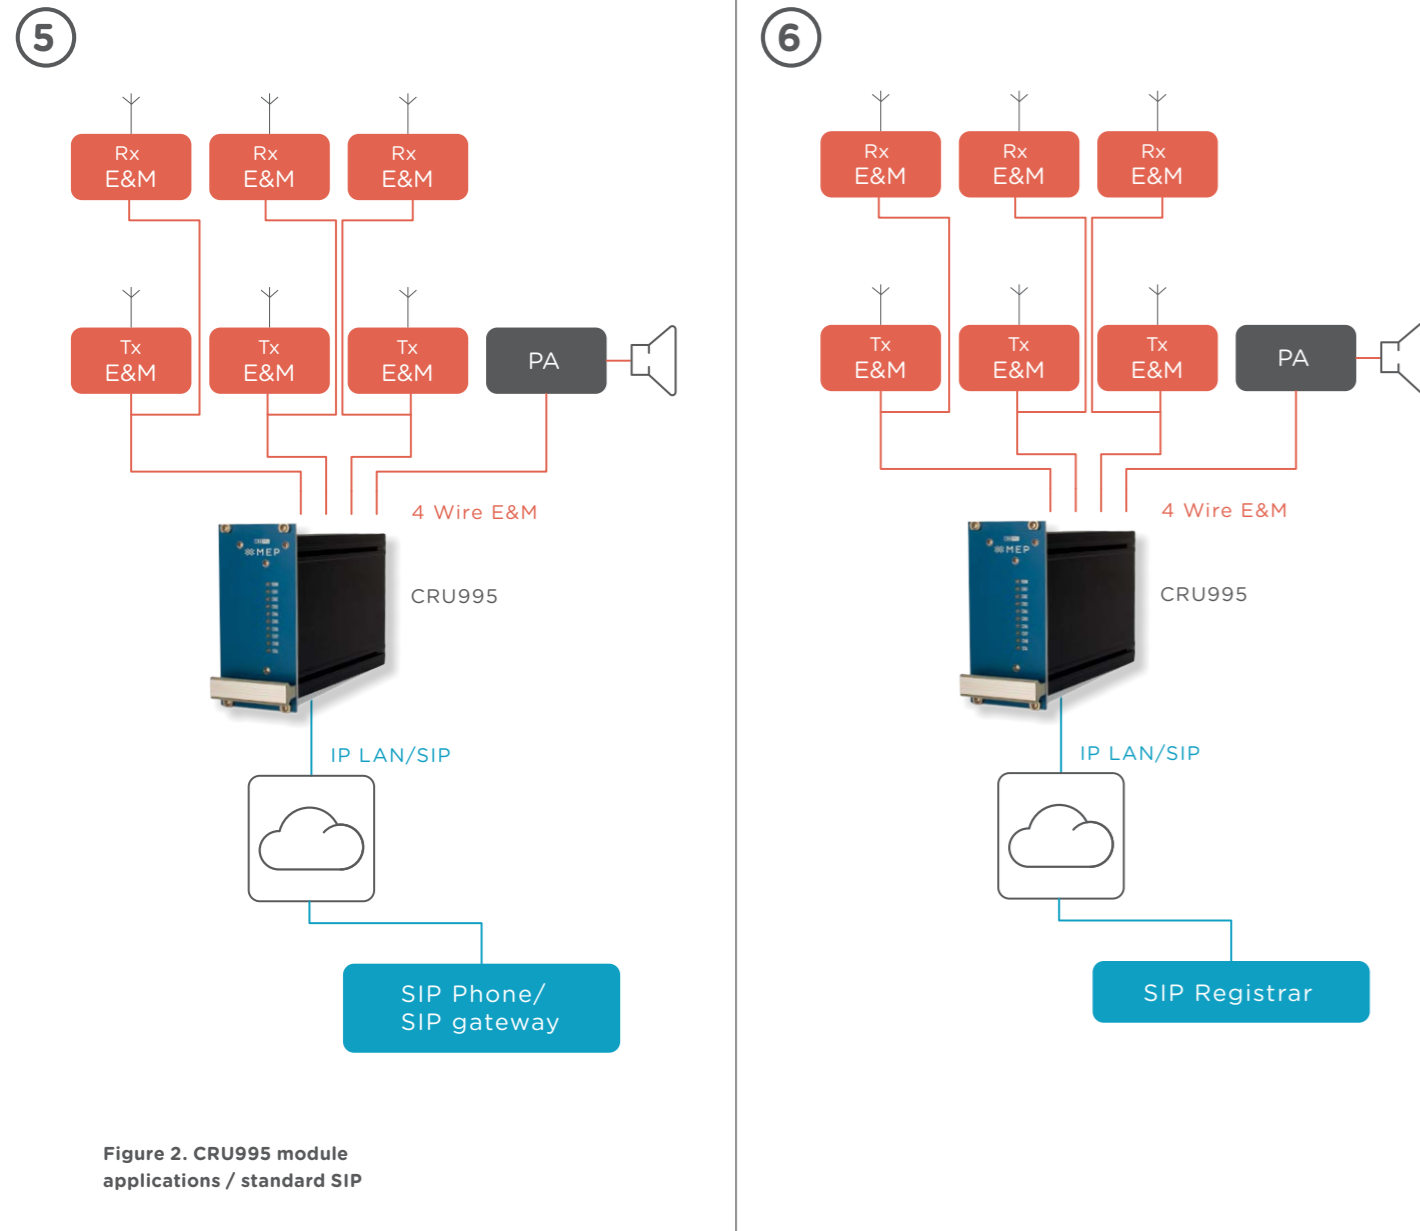 5
Rx
E&M
Rx
E&M
Rx
E&M
Tx
E&M
Tx
E&M
Tx
E&M
PA
4 Wire E&M
MEP
CRU995
IP LAN/SIP
SIP Phone/
SIP gateway
Figure 2. CRU995 module
applications / standard SIP
6
Rx
E&M
Rx
E&M
Rx
E&M
Tx
E&M
Tx
E&M
Tx
E&M
PA
4 Wire E&M
MEP
CRU995
IP LAN/SIP
SIP Registrar